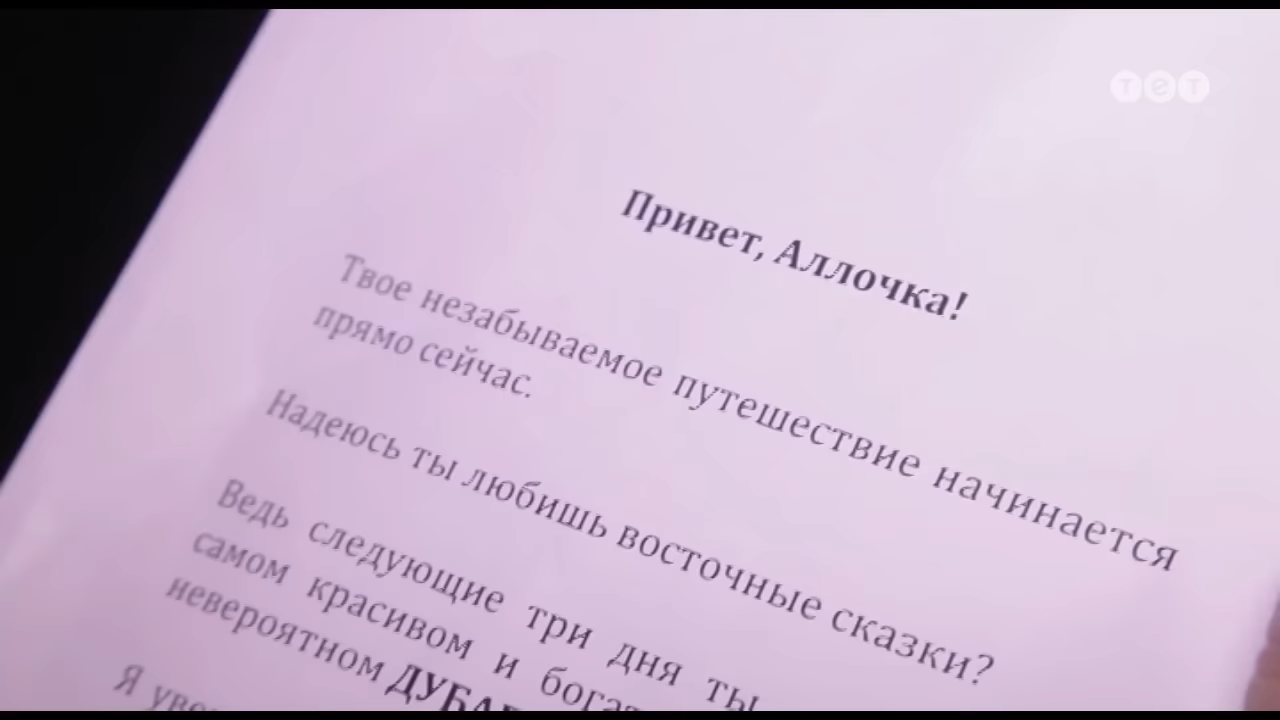 тет
Привет, Аллочка!
Твое незабываемое путешествие начинается
прямо сейчас.
Надеюсь ты любишь восточные сказки?
Ведь следующие три дня ты
самом красивом и
невероятном
Я